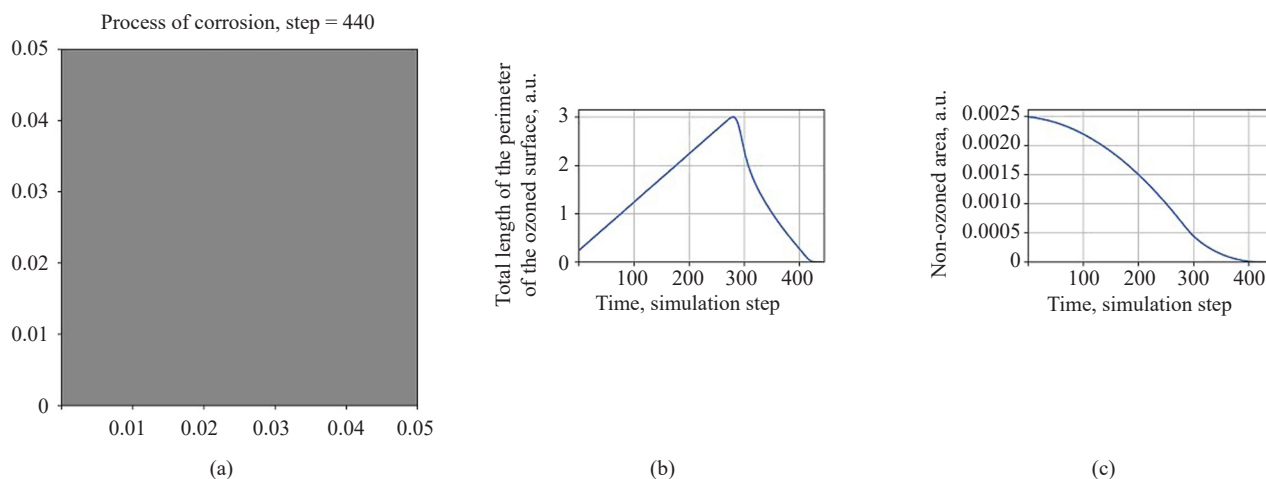 Process of corrosion, step = 440
0.05
0.04
0.03
0.02
0.01
0
0.01 0.02 0.03 0.04 0.05
(a)
Total length of the perimeter
of the ozoned surface, a.u.
3
2
1
0
100 200 300 400
Time, simulation step
(b)
Non-ozoned area, a.u.
0.0025
0.0020
0.0015
0.0010
0.0005
0
100 200 300 400
Time, simulation step
(c)